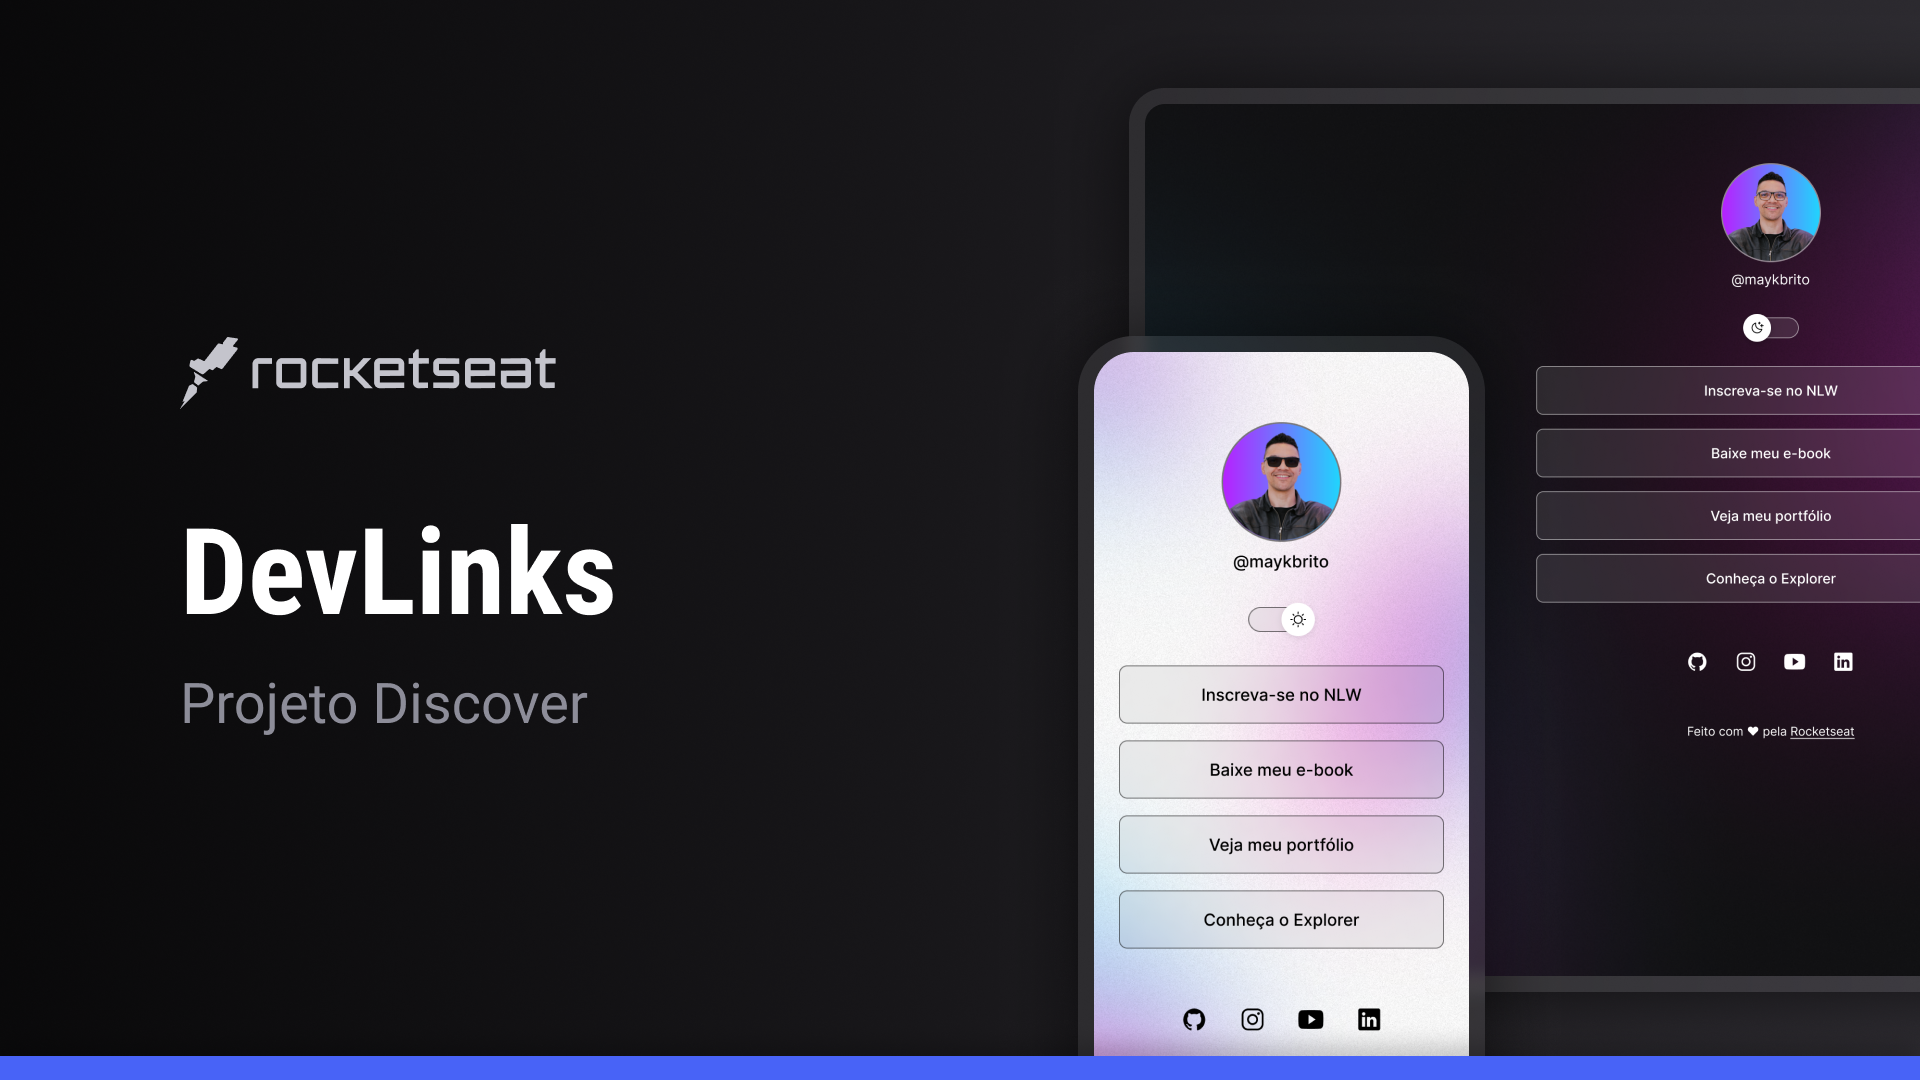 rocketseat
DevLinks
Projeto Discover
@maykbrito
Inscreva-se no NLW
Baixe meu e-book
Veja meu portfólio
Conheça o Explorer
@maykbrito
Inscreva-se no NLW
Baixe meu e-book
Veja meu portfólio
Conheça o Explorer
Feito com ♥ pela Rocketseat